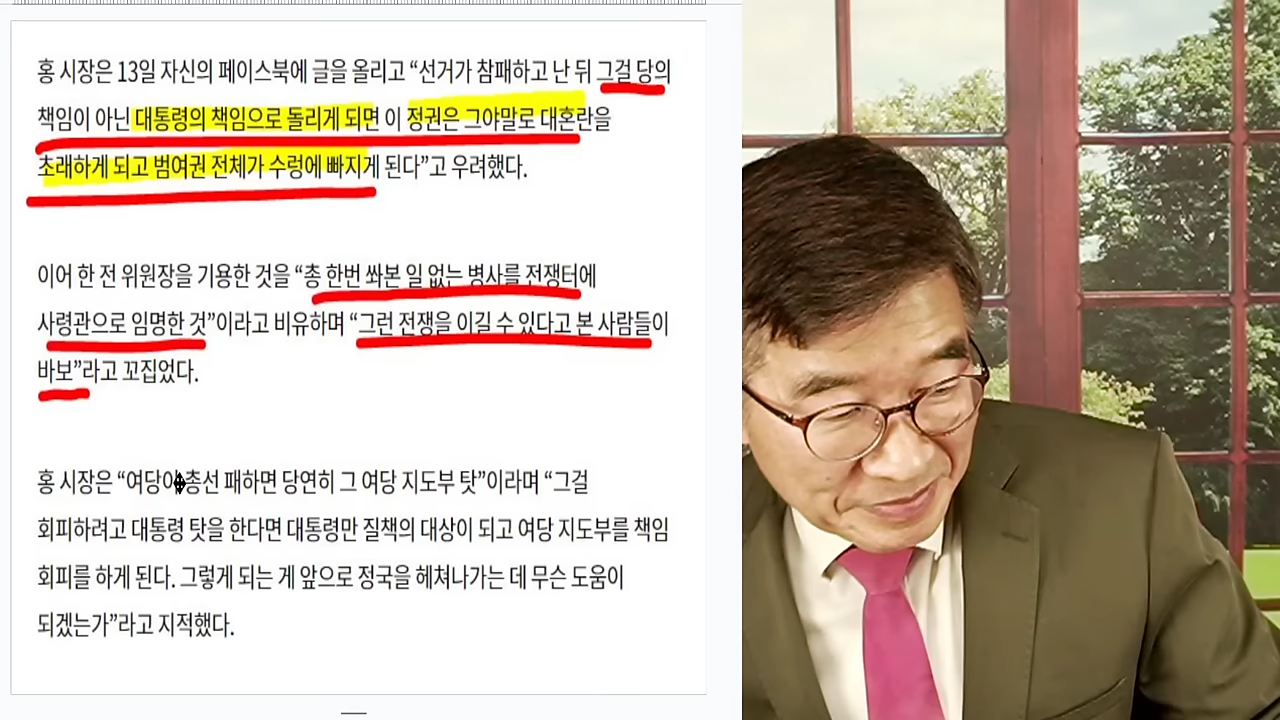 홍 시장은 13일 자신의 페이스북에 글을 올리고 “선거가 참패하고 난 뒤 그걸 당의
책임이 아닌 대통령의 책임으로 돌리게 되면 이 정권은 그야말로 대혼란을
초래하게 되고 범여권 전체가 수렁에 빠지게 된다”고 우려했다.
이어 한 전 위원장을 기용한 것을 “총 한번 쏴본 일 없는 병사를 전쟁터에
사령관으로 임명한 것”이라고 비유하며 “그런 전쟁을 이길 수 있다고 본 사람들이
바보”라고 꼬집었다.
홍 시장은 “여당이 총선 패하면 당연히 그 여당 지도부 탓”이라며 “그걸
회피하려고 대통령 탓을 한다면 대통령만 질책의 대상이 되고 여당 지도부를 책임
회피를 하게 된다. 그렇게 되는 게 앞으로 정국을 헤쳐나가는 데 무슨 도움이
되겠는가”라고 지적했다.